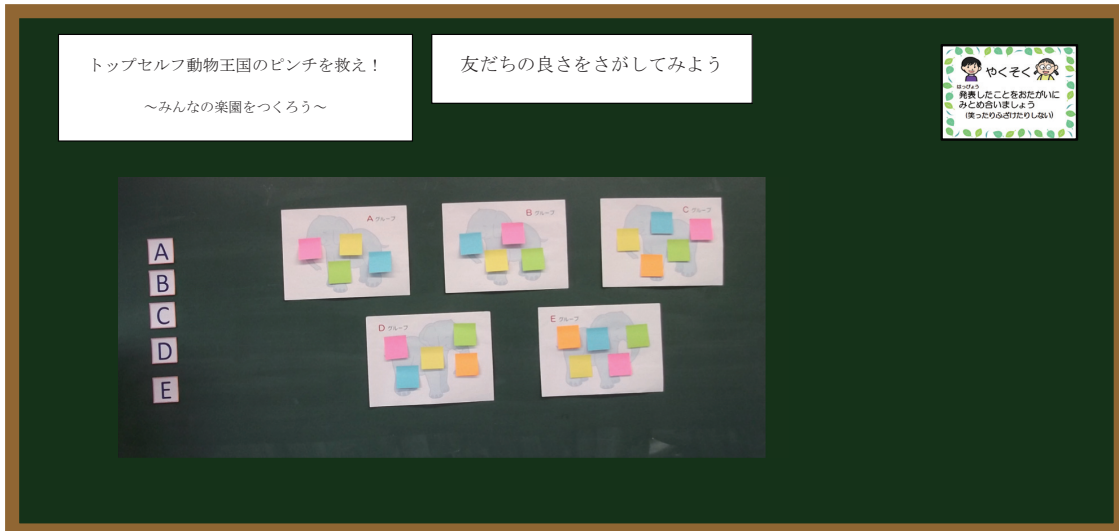 トップセルフ動物王国のピンチを救え！
～みんなの楽園をつくろう～
友だちの良さをさがしてみよう
やくそく
はっぴょう
発表したことをおたがいに
みとめ合いましょう
(笑ったりふざけたりしない)
A グループ
B グループ
C グループ
A
B
C
D
E
D グループ
E グループ